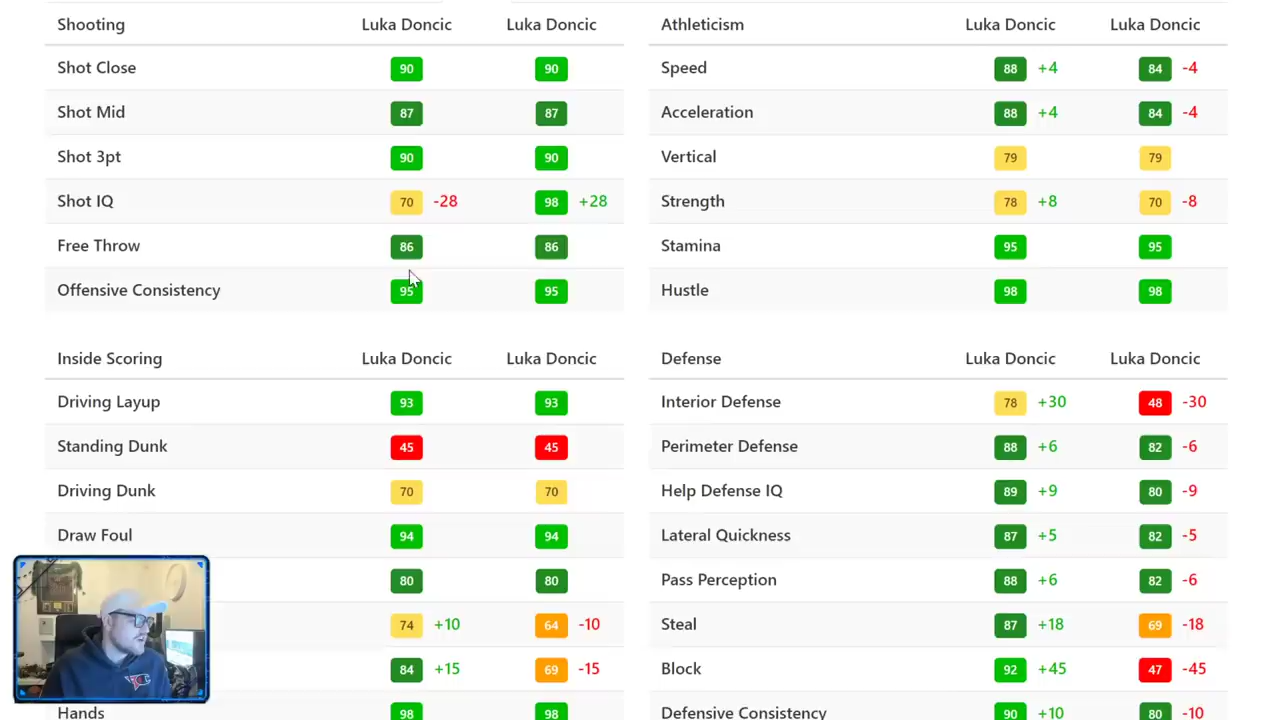 Shooting Luka Doncic Luka Doncic
Shot Close 90 90
Shot Mid 87 87
Shot 3pt 90 90
Shot IQ 70 -28 98 +28
Free Throw 86 86
Offensive Consistency 95 95
Athleticism Luka Doncic Luka Doncic
Speed 88 +4 84 -4
Acceleration 88 +4 84 -4
Vertical 79 79
Strength 78 +8 70 -8
Stamina 95 95
Hustle 98 98
Inside Scoring Luka Doncic Luka Doncic
Driving Layup 93 93
Standing Dunk 45 45
Driving Dunk 70 70
Draw Foul 94 94
80 80
74 +10 64 -10
84 +15 69 -15
Hands 98 98
Defense Luka Doncic Luka Doncic
Interior Defense 78 +30 48 -30
Perimeter Defense 88 +6 82 -6
Help Defense IQ 89 +9 80 -9
Lateral Quickness 87 +5 82 -5
Pass Perception 88 +6 82 -6
Steal 87 +18 69 -18
Block 92 +45 47 -45
Defensive Consistency 90 +10 80 -10